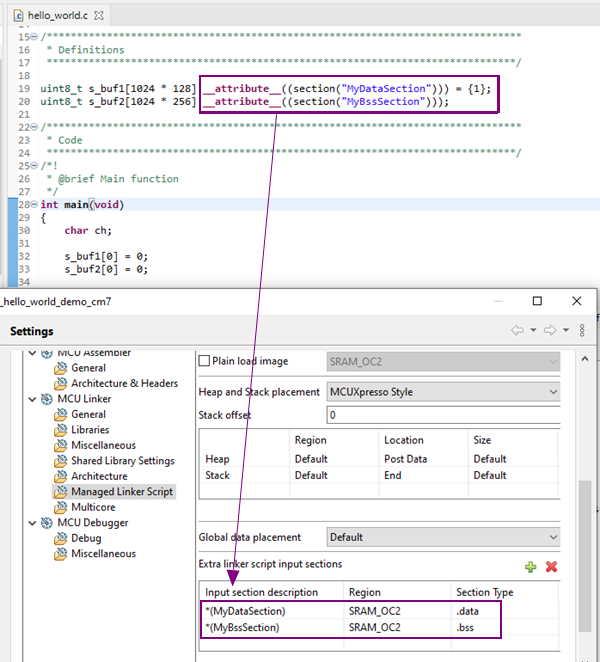 hello_world.c
14
15 /*******************************************************************************
16 * Definitions
17 ******************************************************************************/
18
19 uint8_t s_buf1[1024 * 128] __attribute__((section("MyDataSection"))) = {1};
20 uint8_t s_buf2[1024 * 256] __attribute__((section("MyBssSection")));
21
22 /*******************************************************************************
23 * Code
24 ******************************************************************************/
25 /*!
26 * @brief Main function
27 */
28 int main(void)
29 {
30 char ch;
31
32 s_buf1[0] = 0;
33 s_buf2[0] = 0;
34
_hello_world_demo_cm7
Settings
MCU Assembler
General
Architecture & Headers
MCU Linker
General
Libraries
Miscellaneous
Shared Library Settings
Architecture
Managed Linker Script
Multicore
MCU Debugger
Debug
Miscellaneous
Plain load image SRAM_OC2
Heap and Stack placement MCUXpresso Style
Stack offset 0
Region Location Size
Heap Default Post Data Default
Stack Default End Default
Global data placement Default
Extra linker script input sections
Input section description Region Section Type
*(MyDataSection) SRAM_OC2 .data
*(MyBssSection) SRAM_OC2 .bss